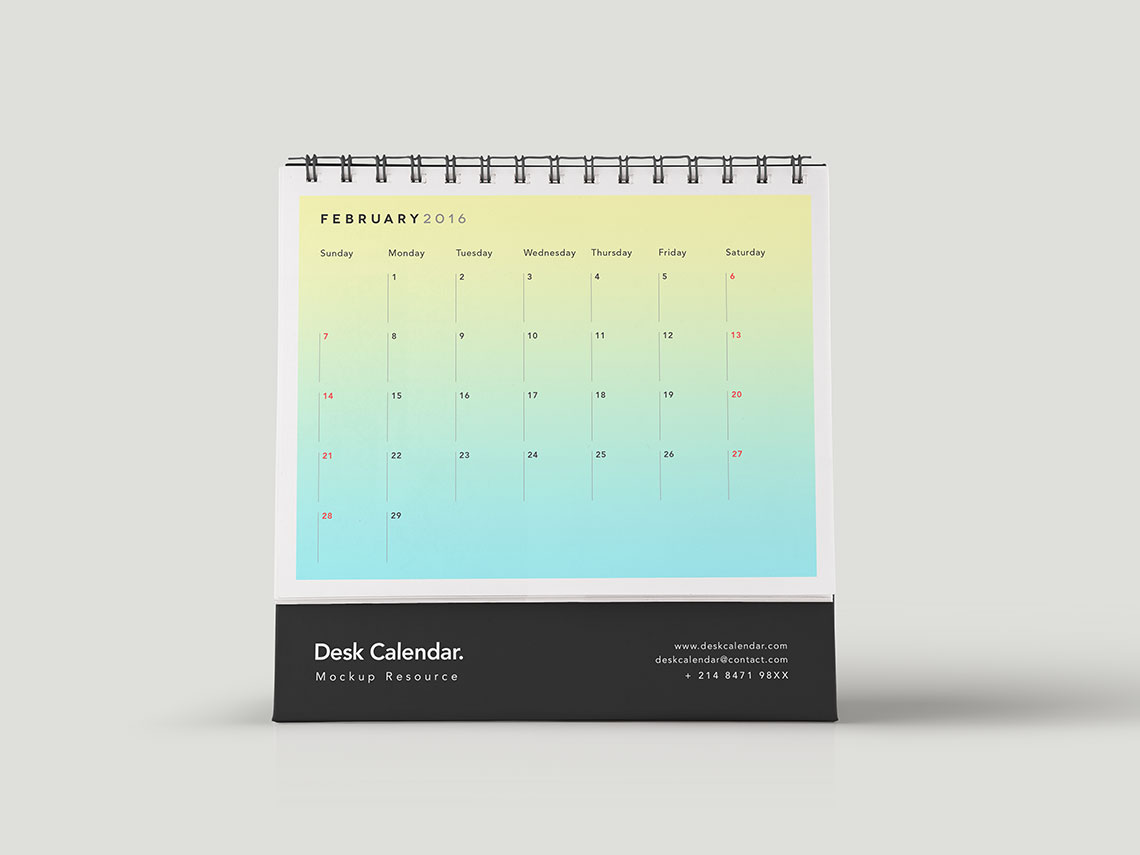 FEBRUARY2016
Sunday Monday Tuesday Wednesday Thursday Friday Saturday
1 2 3 4 5 6
7 8 9 10 11 12 13
14 15 16 17 18 19 20
21 22 23 24 25 26 27
28 29
Desk Calendar.
Mockup Resource
www.deskcalendar.com
deskcalendar@contact.com
+ 214 8471 98XX